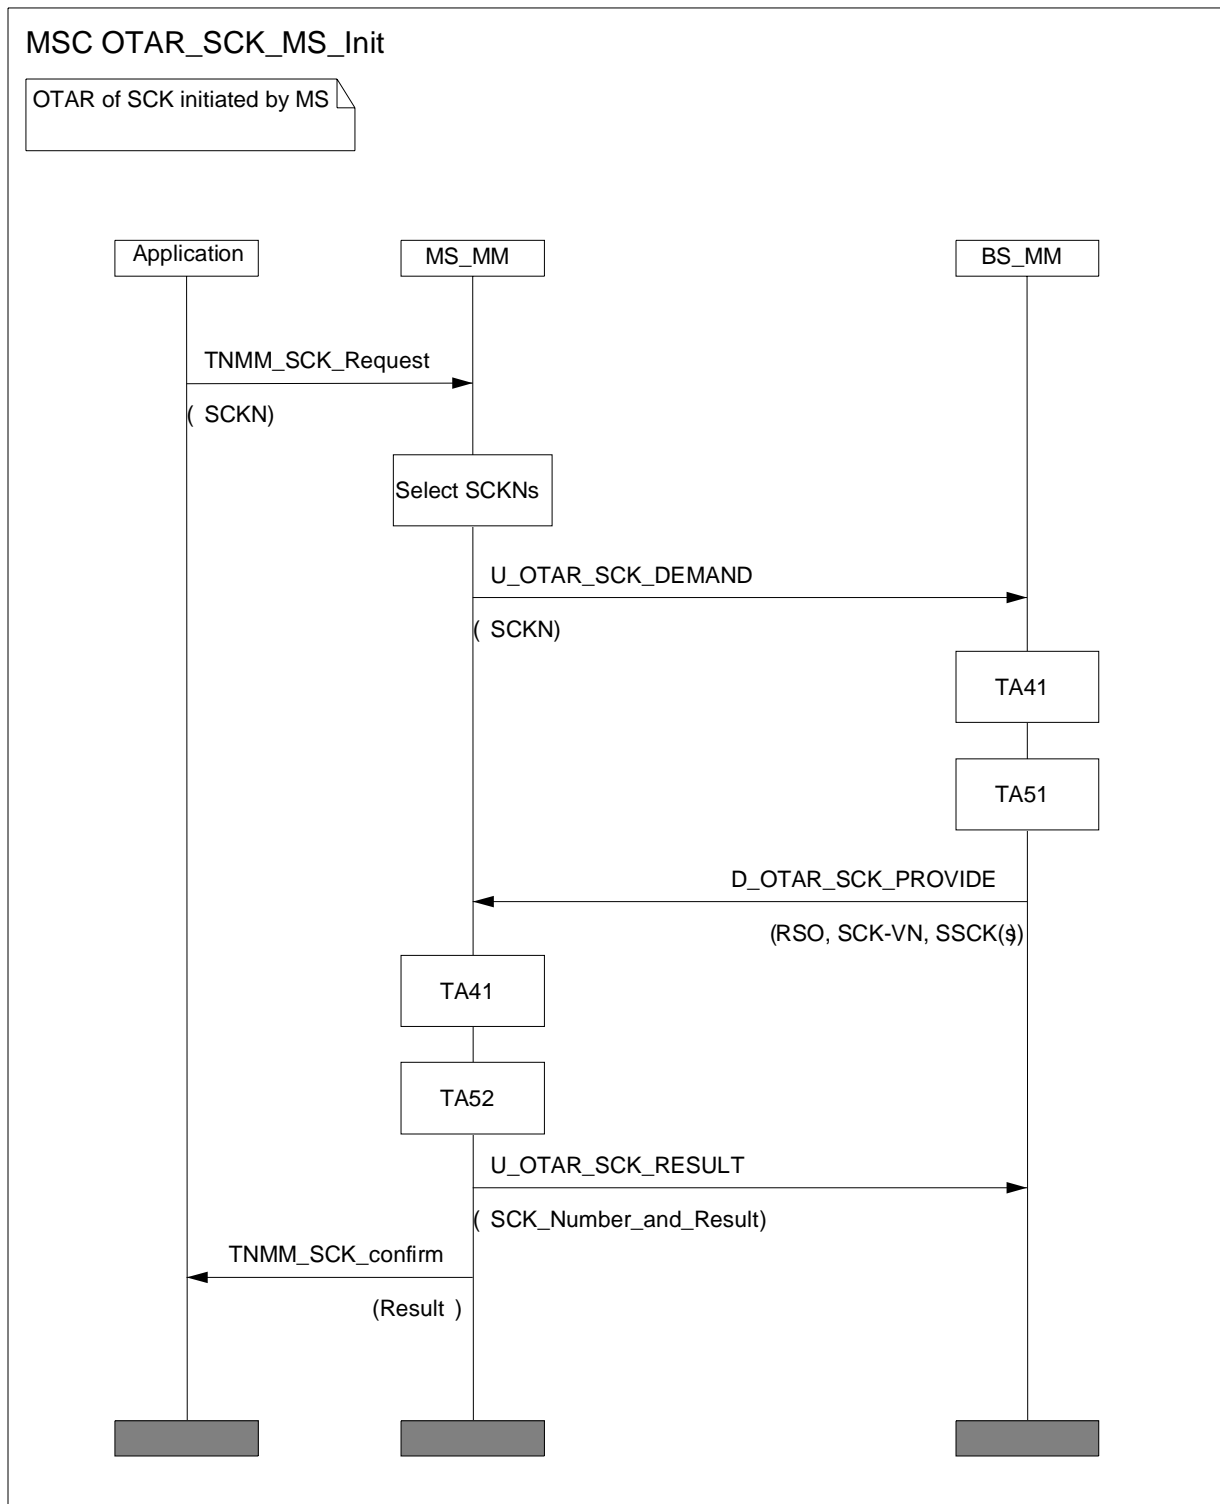 MSC OTAR_SCK_MS_Init
OTAR of SCK initiated by MS
Application
MS_MM
BS_MM
TNMM_SCK_Request
( SCKN)
Select SCKNs
U_OTAR_SCK_DEMAND
( SCKN)
TA41
TA51
D_OTAR_SCK_PROVIDE
(RSO, SCK-VN, SSCK(s))
TA41
TA52
U_OTAR_SCK_RESULT
( SCK_Number_and_Result)
TNMM_SCK_confirm
(Result )